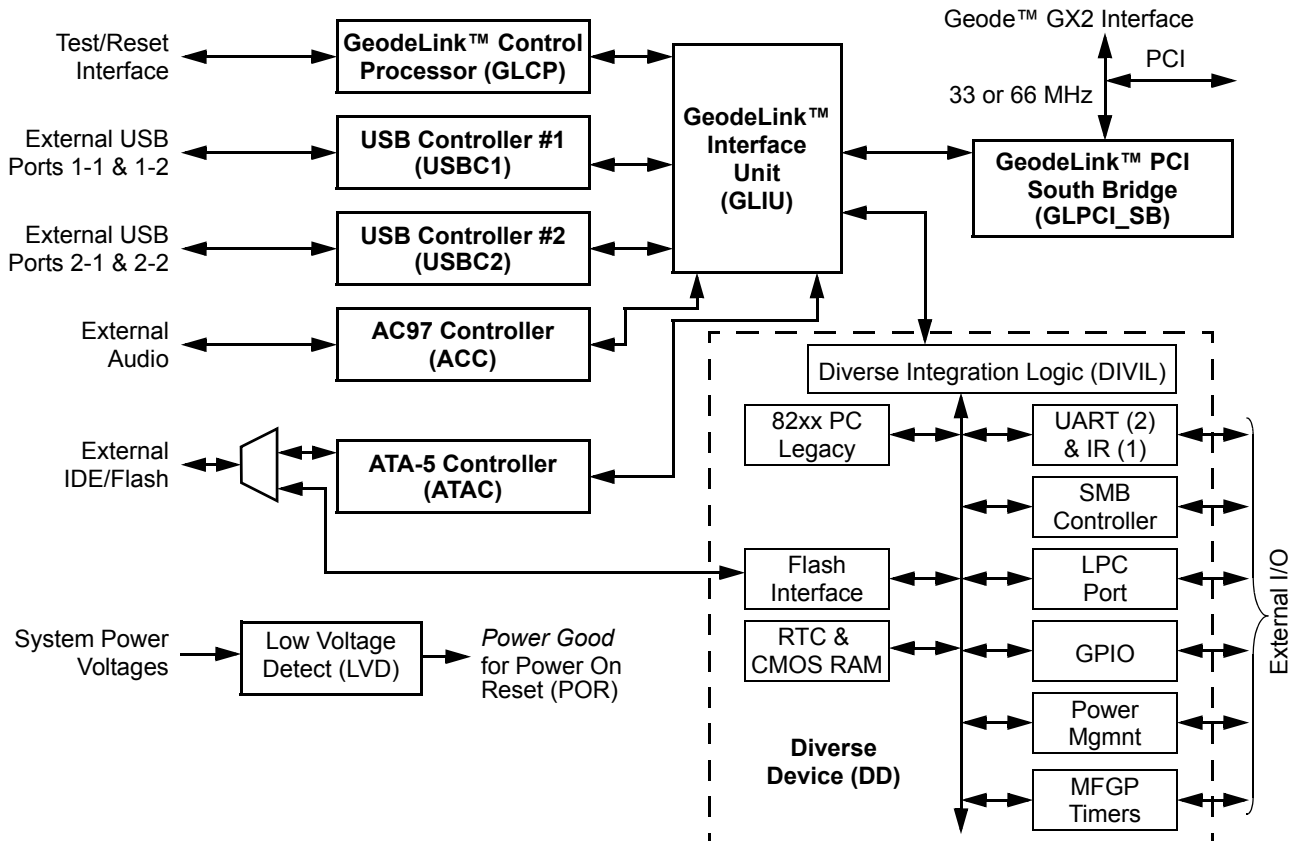 Test/Reset
Interface
GeodeLink™ Control
Processor (GLCP)
GeodeLink™
Interface
Unit
(GLIU)
Geode™ GX2 Interface
PCI
33 or 66 MHz
GeodeLink™ PCI
South Bridge
(GLPCI_SB)
External USB
Ports 1-1 & 1-2
USB Controller #1
(USBC1)
External USB
Ports 2-1 & 2-2
USB Controller #2
(USBC2)
External
Audio
AC97 Controller
(ACC)
External
IDE/Flash
ATA-5 Controller
(ATAC)
System Power
Voltages
Low Voltage
Detect (LVD)
Power Good
for Power On
Reset (POR)
Diverse Integration Logic (DIVIL)
82xx PC
Legacy
UART (2)
& IR (1)
SMB
Controller
Flash
Interface
LPC
Port
RTC &
CMOS RAM
GPIO
Power
Mgmnt
MFGP
Timers
Diverse
Device (DD)
External I/O